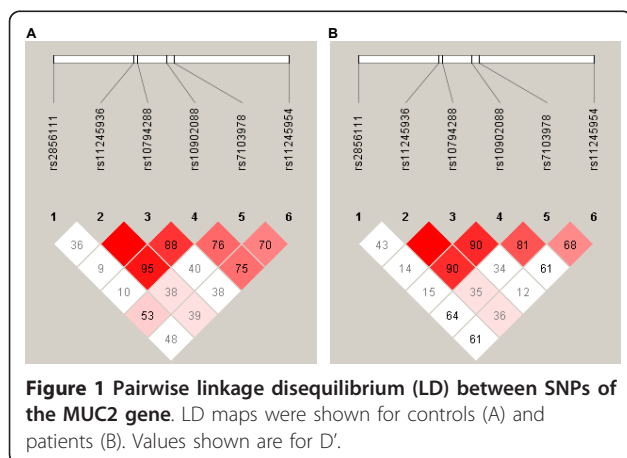 A
B
rs2856111
rs11245936
rs10794288
rs10902088
rs7103978
rs11245954
rs2856111
rs11245936
rs10794288
rs10902088
rs7103978
rs11245954
1 2 3 4 5 6
1 2 3 4 5 6
36 88 76 70
9 95 40 75
10 38 38
53 39
48
43 90 81 68
14 90 34 61
15 35 12
64 36
61
Figure 1 Pairwise linkage disequilibrium (LD) between SNPs of
the MUC2 gene. LD maps were shown for controls (A) and
patients (B). Values shown are for D'.